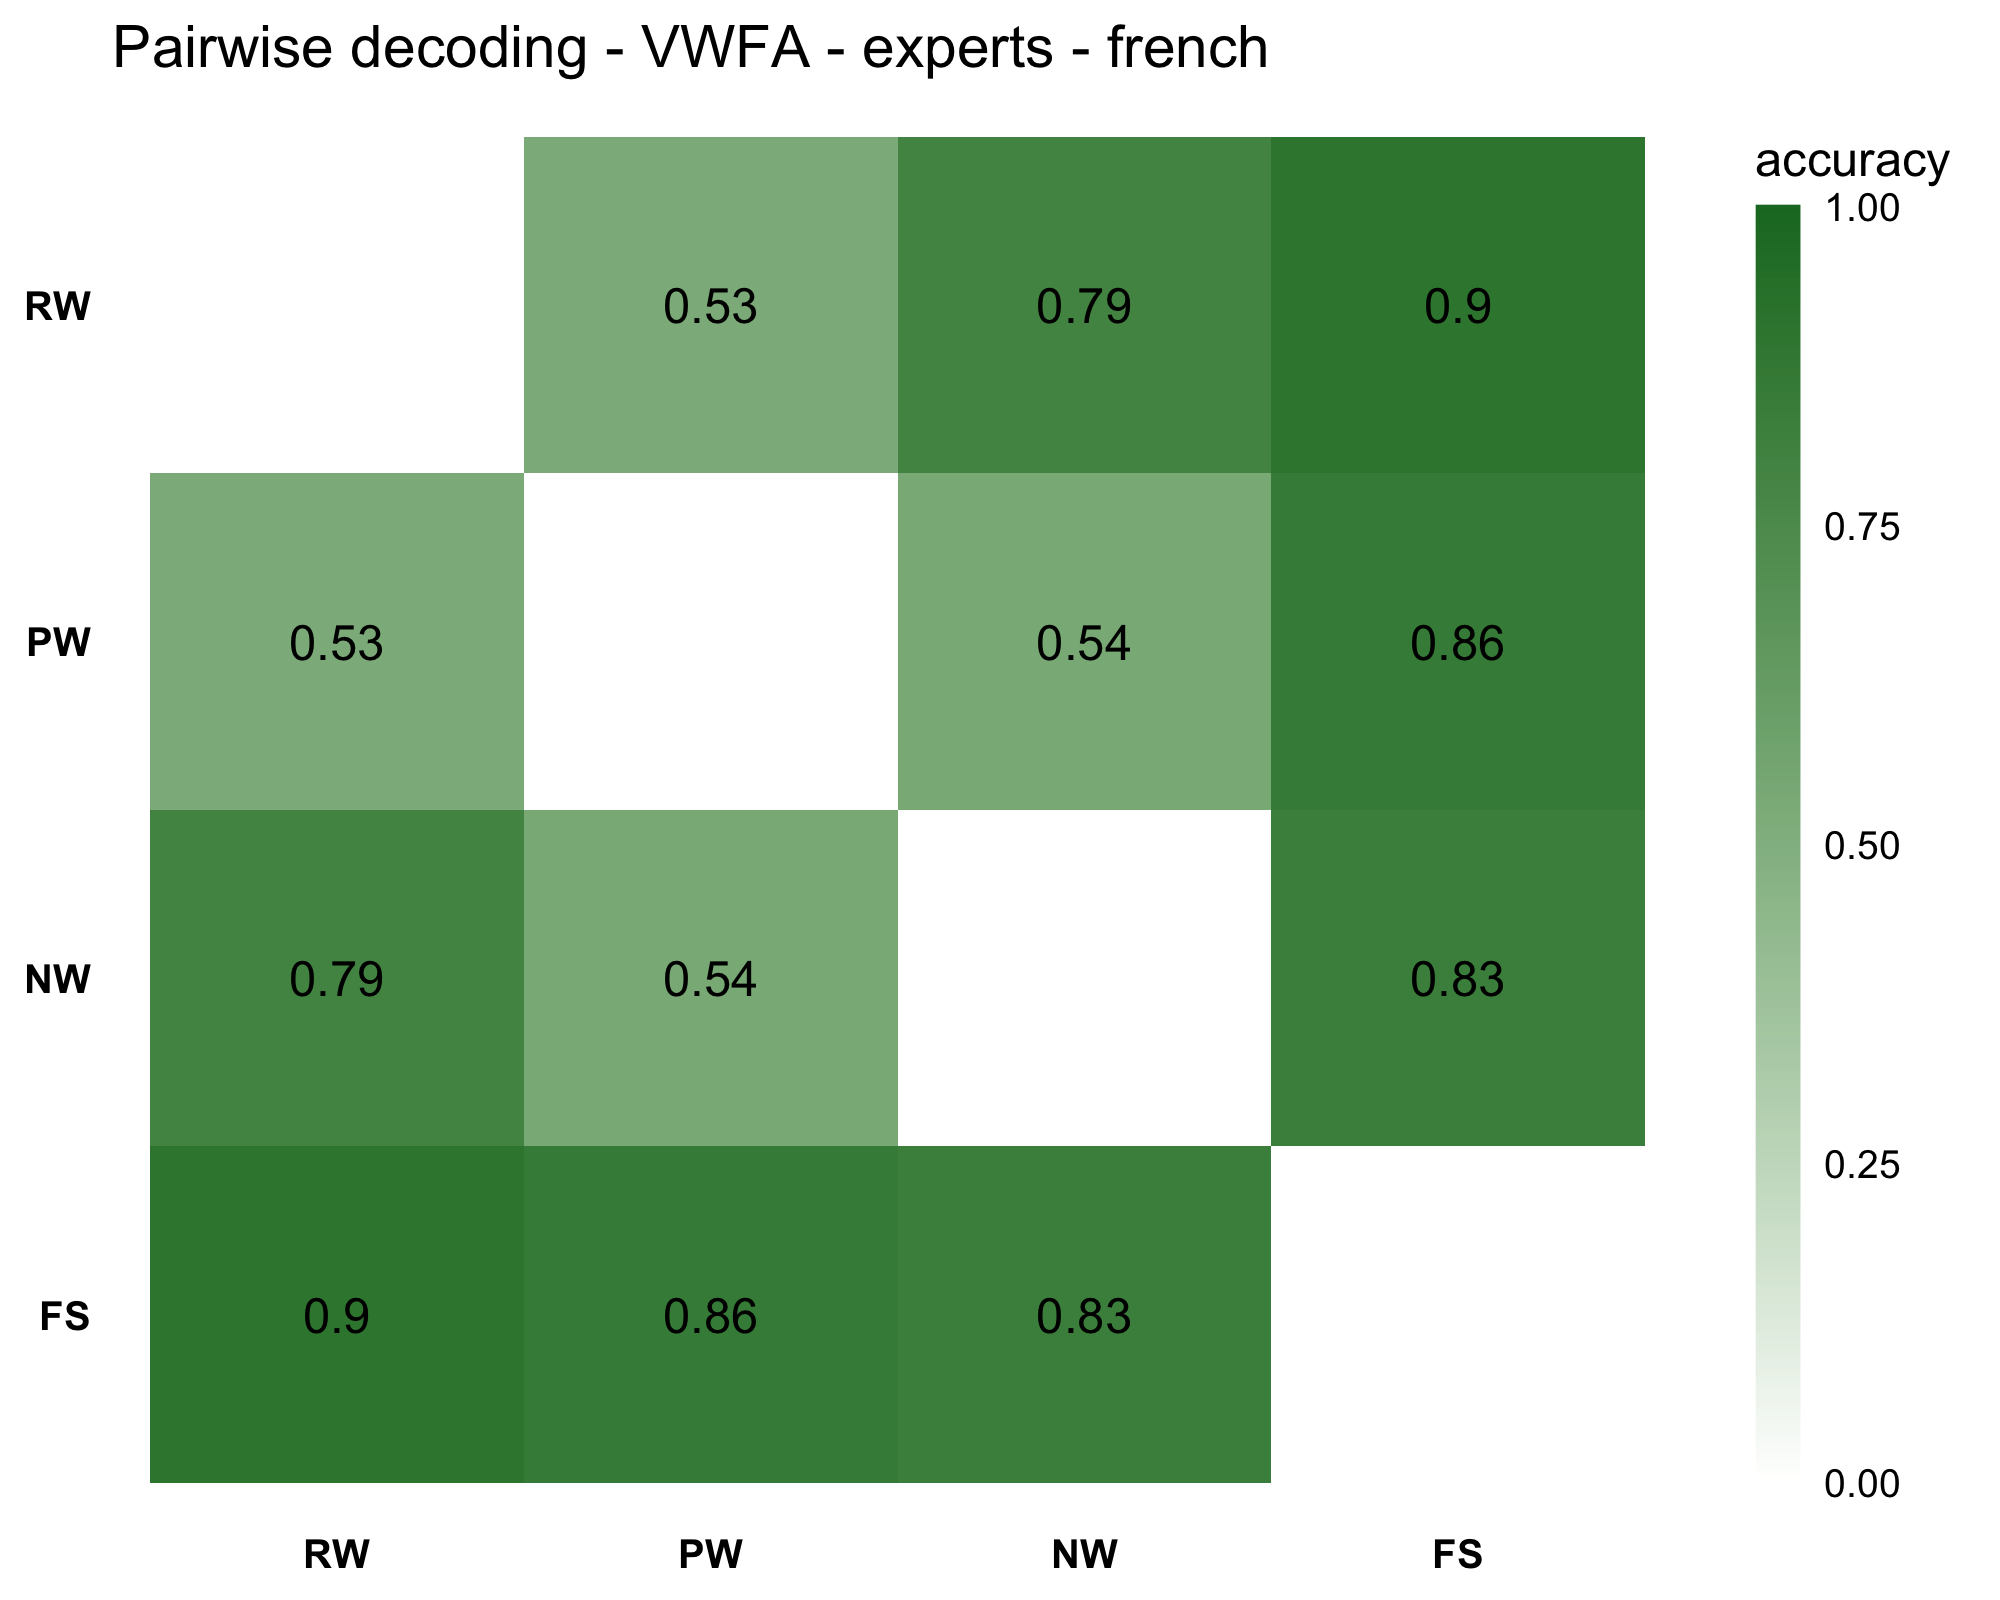 Pairwise decoding - VWFA - experts - french
accuracy
1.00
0.75
0.50
0.25
0.00
RW 0.53 0.79 0.9
PW 0.53 0.54 0.86
NW 0.79 0.54 0.83
FS 0.9 0.86 0.83
RW PW NW FS